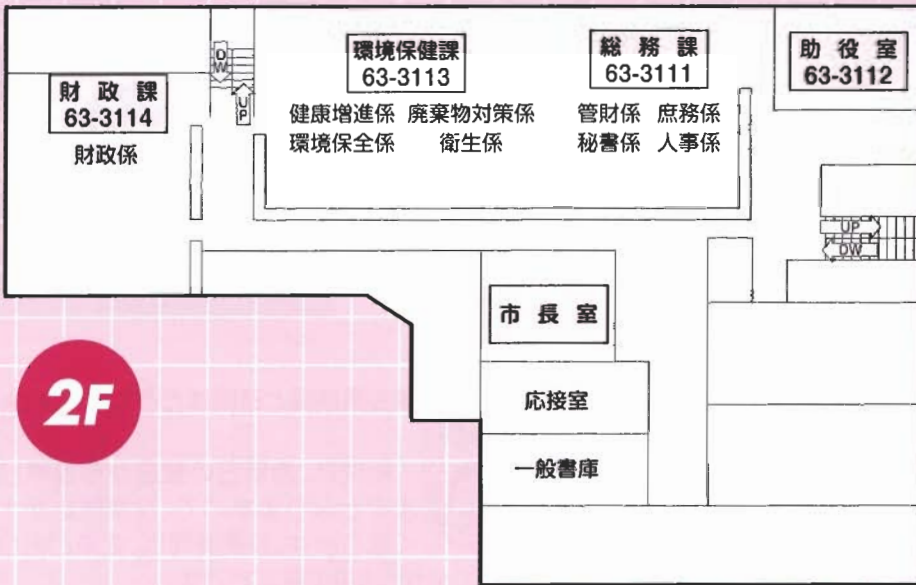 財政課
63-3114
財政係
DW
UP
環境保健課
63-3113
健康増進係 廃棄物対策係
環境保全係 衛生係
総務課
63-3111
管財係 庶務係
秘書係 人事係
助役室
63-3112
UP
DW
市長室
応接室
一般書庫
2F